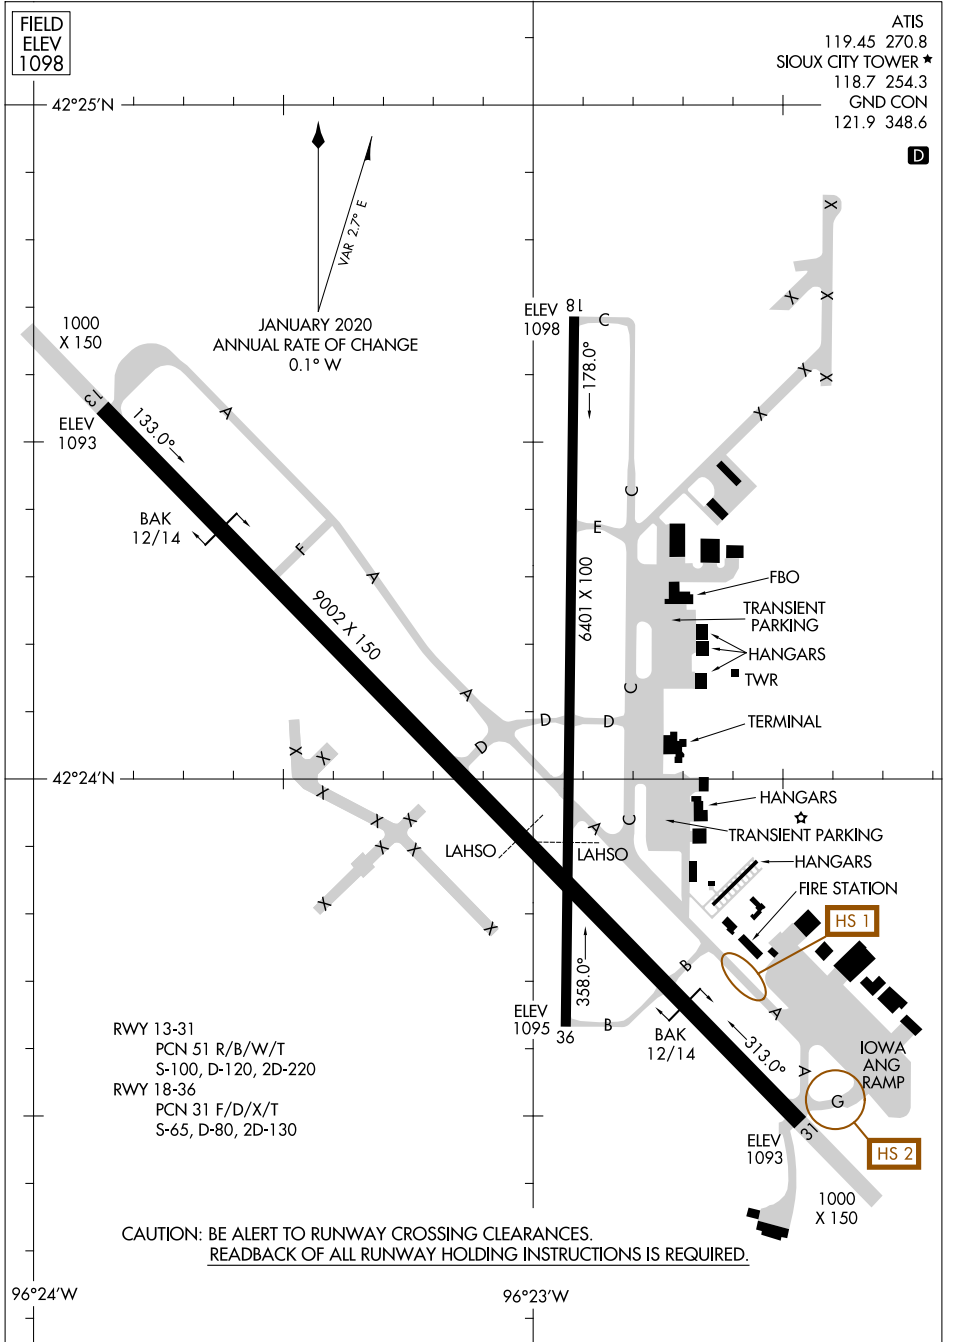 FIELD
ELEV
1098
ATIS
119.45 270.8
SIOUX CITY TOWER ★
118.7 254.3
GND CON
121.9 348.6
D
42°25'N
VAR 2.7° E
JANUARY 2020
ANNUAL RATE OF CHANGE
0.1° W
X
X
X
X
X
X
X
1000
X 150
13
ELEV
1093
133.0°
A
ELEV
1098
18
C
178.0°
C
E
BAK
12/14
F
A
9002 X 150
6401 X 100
FBO
TRANSIENT
PARKING
HANGARS
TWR
C
A
D
D
D
TERMINAL
42°24'N
X
X
X
X
X
X
X
X
X
HANGARS
C
A
TRANSIENT PARKING
LAHSO
LAHSO
HANGARS
FIRE STATION
HS 1
B
358.0°
A
ELEV
1095
36
B
BAK
12/14
313.0°
A
IOWA
ANG
RAMP
G
HS 2
31
ELEV
1093
1000
X 150
RWY 13-31
PCN 51 R/B/W/T
S-100, D-120, 2D-220
RWY 18-36
PCN 31 F/D/X/T
S-65, D-80, 2D-130
CAUTION: BE ALERT TO RUNWAY CROSSING CLEARANCES.
READBACK OF ALL RUNWAY HOLDING INSTRUCTIONS IS REQUIRED.
96°24'W
96°23'W